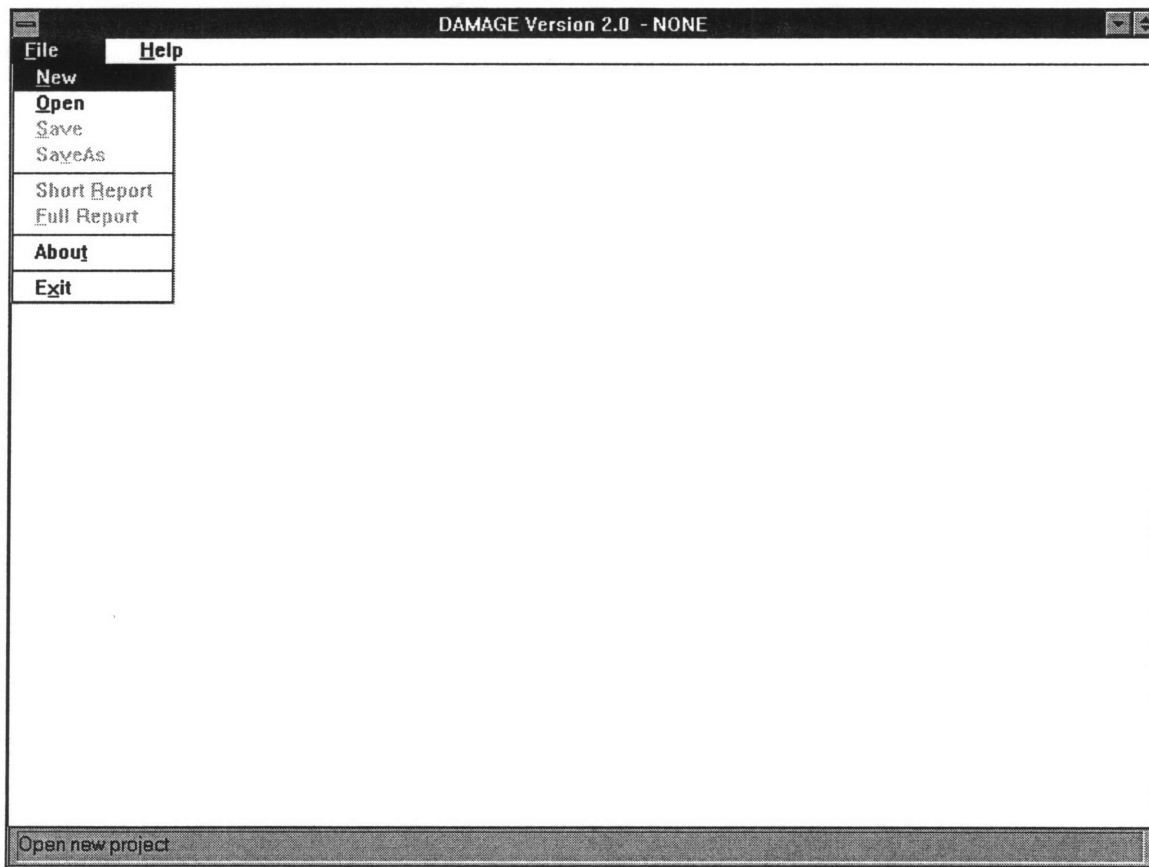 DAMAGE Version 2.0 - NONE
File Help
New
Open
Save
SaveAs
Short Report
Full Report
About
Exit
Open new project